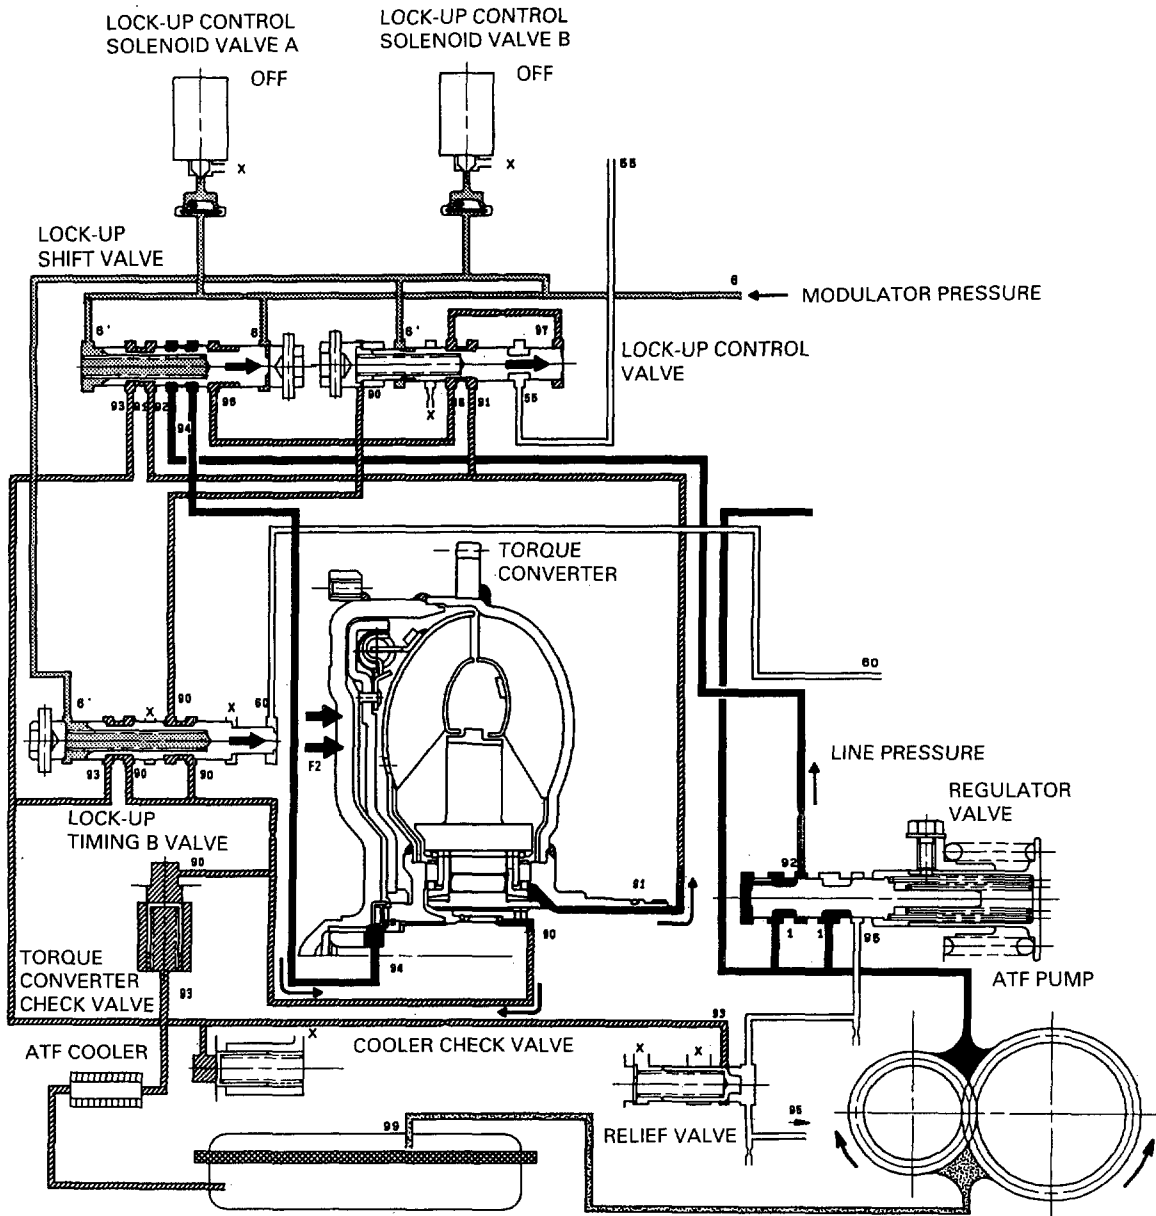 LOCK-UP CONTROL
SOLENOID VALVE A
OFF
LOCK-UP CONTROL
SOLENOID VALVE B
OFF
X
X
55
LOCK-UP
SHIFT VALVE
6
MODULATOR PRESSURE
6'
6
6'
97
LOCK-UP CONTROL
VALVE
93
91
92
94
96
90
X
91
55
TORQUE
CONVERTER
60
6'
X
90
X
60
F2
93
90
90
LINE PRESSURE
REGULATOR
VALVE
LOCK-UP
TIMING B VALVE
90
92
91
90
94
1
1
95
ATF PUMP
TORQUE
CONVERTER
CHECK VALVE
93
93
X
ATF COOLER
COOLER CHECK VALVE
X
X
RELIEF VALVE
95
99